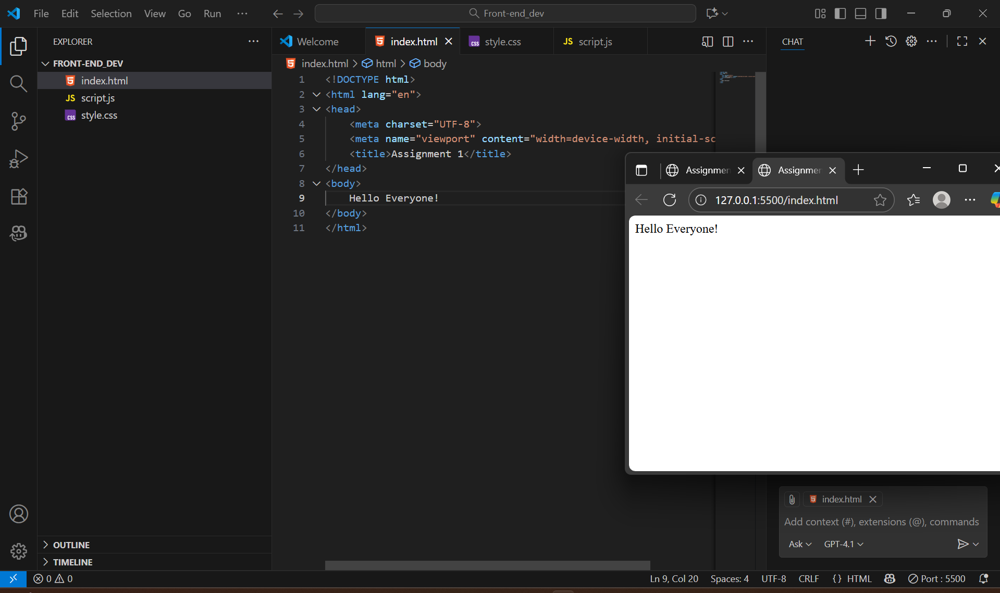 File Edit Selection View Go Run ··· Front-end_dev
EXPLORER ···
FRONT-END_DEV
index.html
JS script.js
css style.css
OUTLINE
TIMELINE
Welcome
index.html
css style.css
JS script.js
index.html > html > body
1 <!DOCTYPE html>
2 <html lang="en">
3 <head>
4 <meta charset="UTF-8">
5 <meta name="viewport" content="width=device-width, initial-sc
6 <title>Assignment 1</title>
7 </head>
8 <body>
9 Hello Everyone!
10 </body>
11 </html>
CHAT
Assignmen
Assignmen
127.0.0.1:5500/index.html
Hello Everyone!
index.html
Add context (#), extensions (@), commands
Ask GPT-4.1
0 0
Ln 9, Col 20 Spaces: 4 UTF-8 CRLF {} HTML Port : 5500